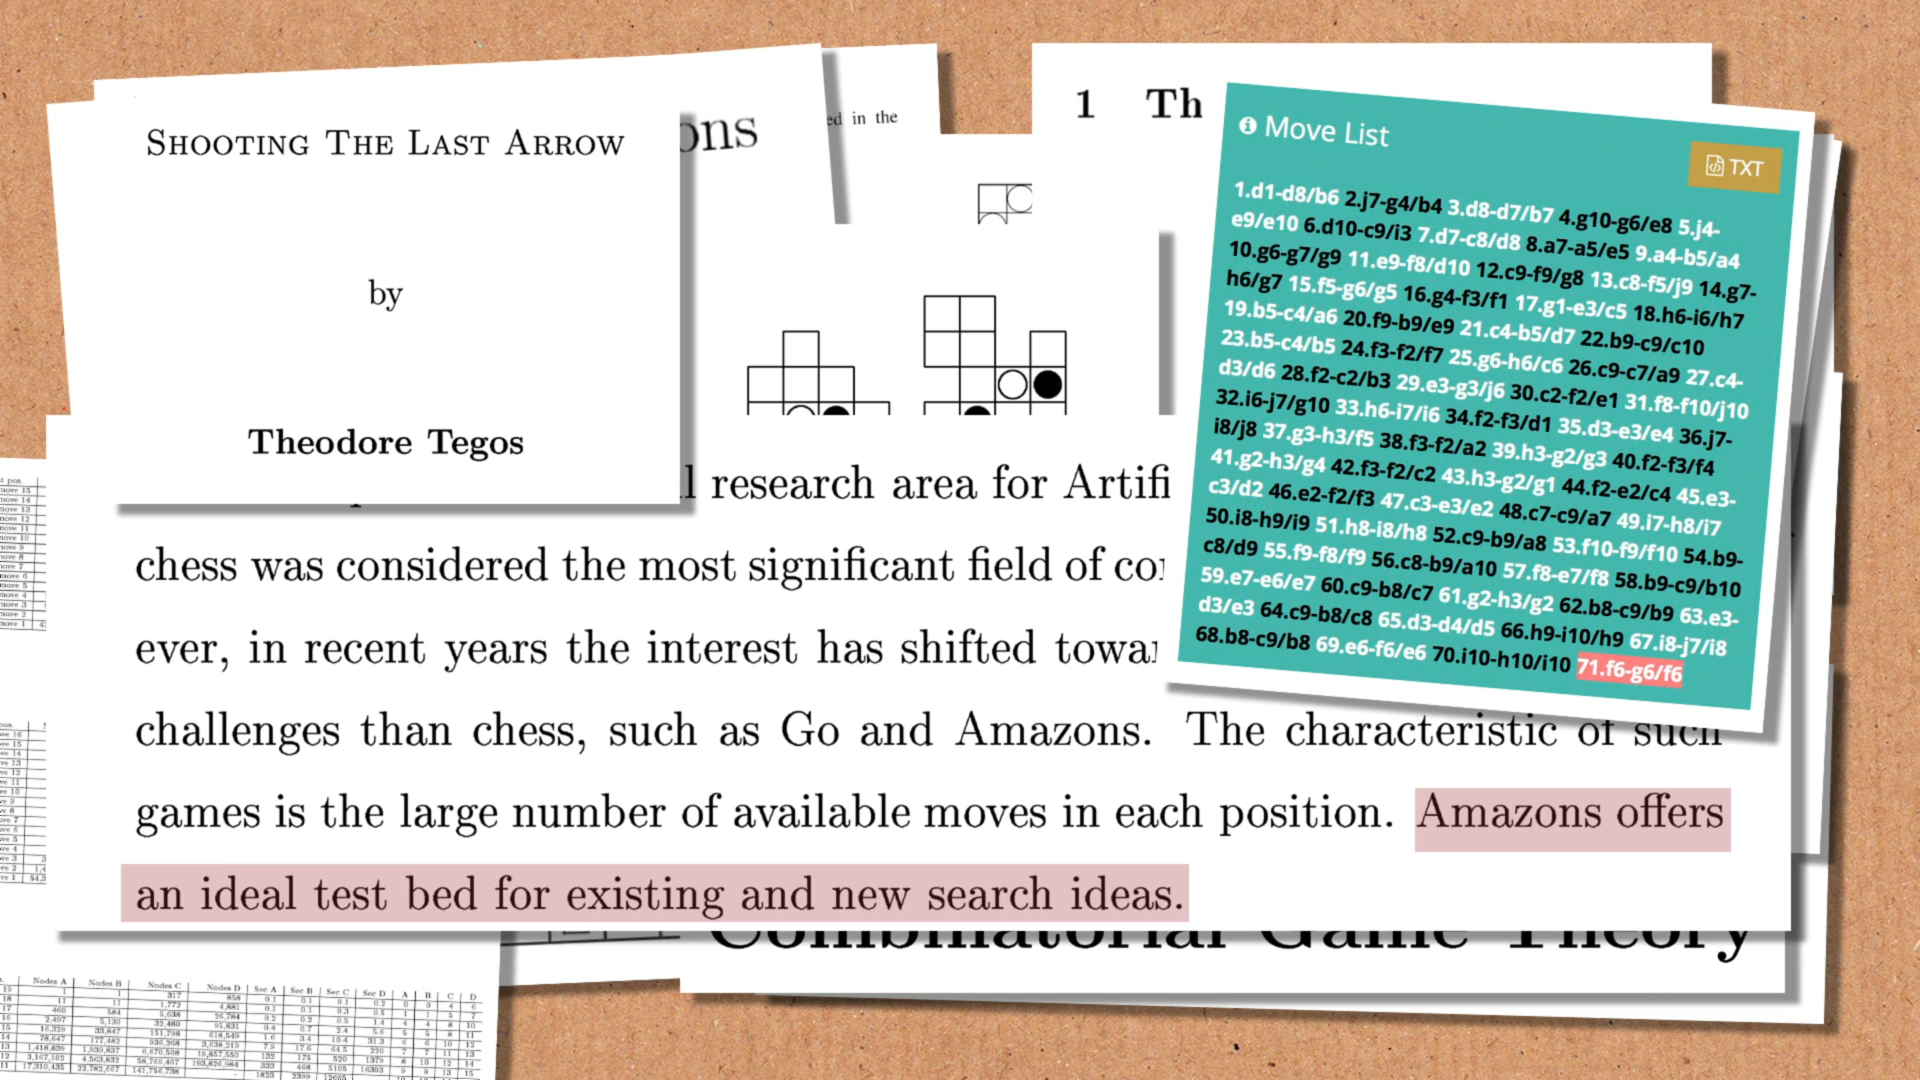 SHOOTING THE LAST ARROW
by
Theodore Tegos
ons
ed in the
1 Th
Move List
TXT
1.d1-d8/b6 2.j7-g4/b4 3.d8-d7/b7 4.g10-g6/e8 5.j4-
e9/e10 6.d10-c9/i3 7.d7-c8/d8 8.a7-a5/e5 9.a4-b5/a4
10.g6-g7/g9 11.e9-f8/d10 12.c9-f9/g8 13.c8-f5/j9 14.g7-
h6/g7 15.f5-g6/g5 16.g4-f3/f1 17.g1-e3/c5 18.h6-i6/h7
19.b5-c4/a6 20.f9-b9/e9 21.c4-b5/d7 22.b9-c9/c10
23.b5-c4/b5 24.f3-f2/f7 25.g6-h6/c6 26.c9-c7/a9 27.c4-
d3/d6 28.f2-c2/b3 29.e3-g3/j6 30.c2-f2/e1 31.f8-f10/j10
32.i6-j7/g10 33.h6-i7/i6 34.f2-f3/d1 35.d3-e3/e4 36.j7-
i8/j8 37.g3-h3/f5 38.f3-f2/a2 39.h3-g2/g3 40.f2-f3/f4
41.g2-h3/g4 42.f3-f2/c2 43.h3-g2/g1 44.f2-e2/c4 45.e3-
c3/d2 46.e2-f2/f3 47.c3-e3/e2 48.c7-c9/a7 49.i7-h8/i7
50.i8-h9/i9 51.h8-i8/h8 52.c9-b9/a8 53.f10-f9/f10 54.b9-
c8/d9 55.f9-f8/f9 56.c8-b9/a10 57.f8-e7/f8 58.b9-c9/b10
59.e7-e6/e7 60.c9-b8/c7 61.g2-h3/g2 62.b8-c9/b9 63.e3-
d3/e3 64.c9-b8/c8 65.d3-d4/d5 66.h9-i10/h9 67.i8-j7/i8
68.b8-c9/b8 69.e6-f6/e6 70.i10-h10/i10 71.f6-g6/f6
l research area for Artifi
chess was considered the most significant field of co
ever, in recent years the interest has shifted towa
challenges than chess, such as Go and Amazons. The characteristic of such
games is the large number of available moves in each position. Amazons offers
an ideal test bed for existing and new search ideas.
Combinatorial Game Theory
Nodes A Nodes B Nodes C Nodes D Sec A Sec B Sec C Sec D A B C D